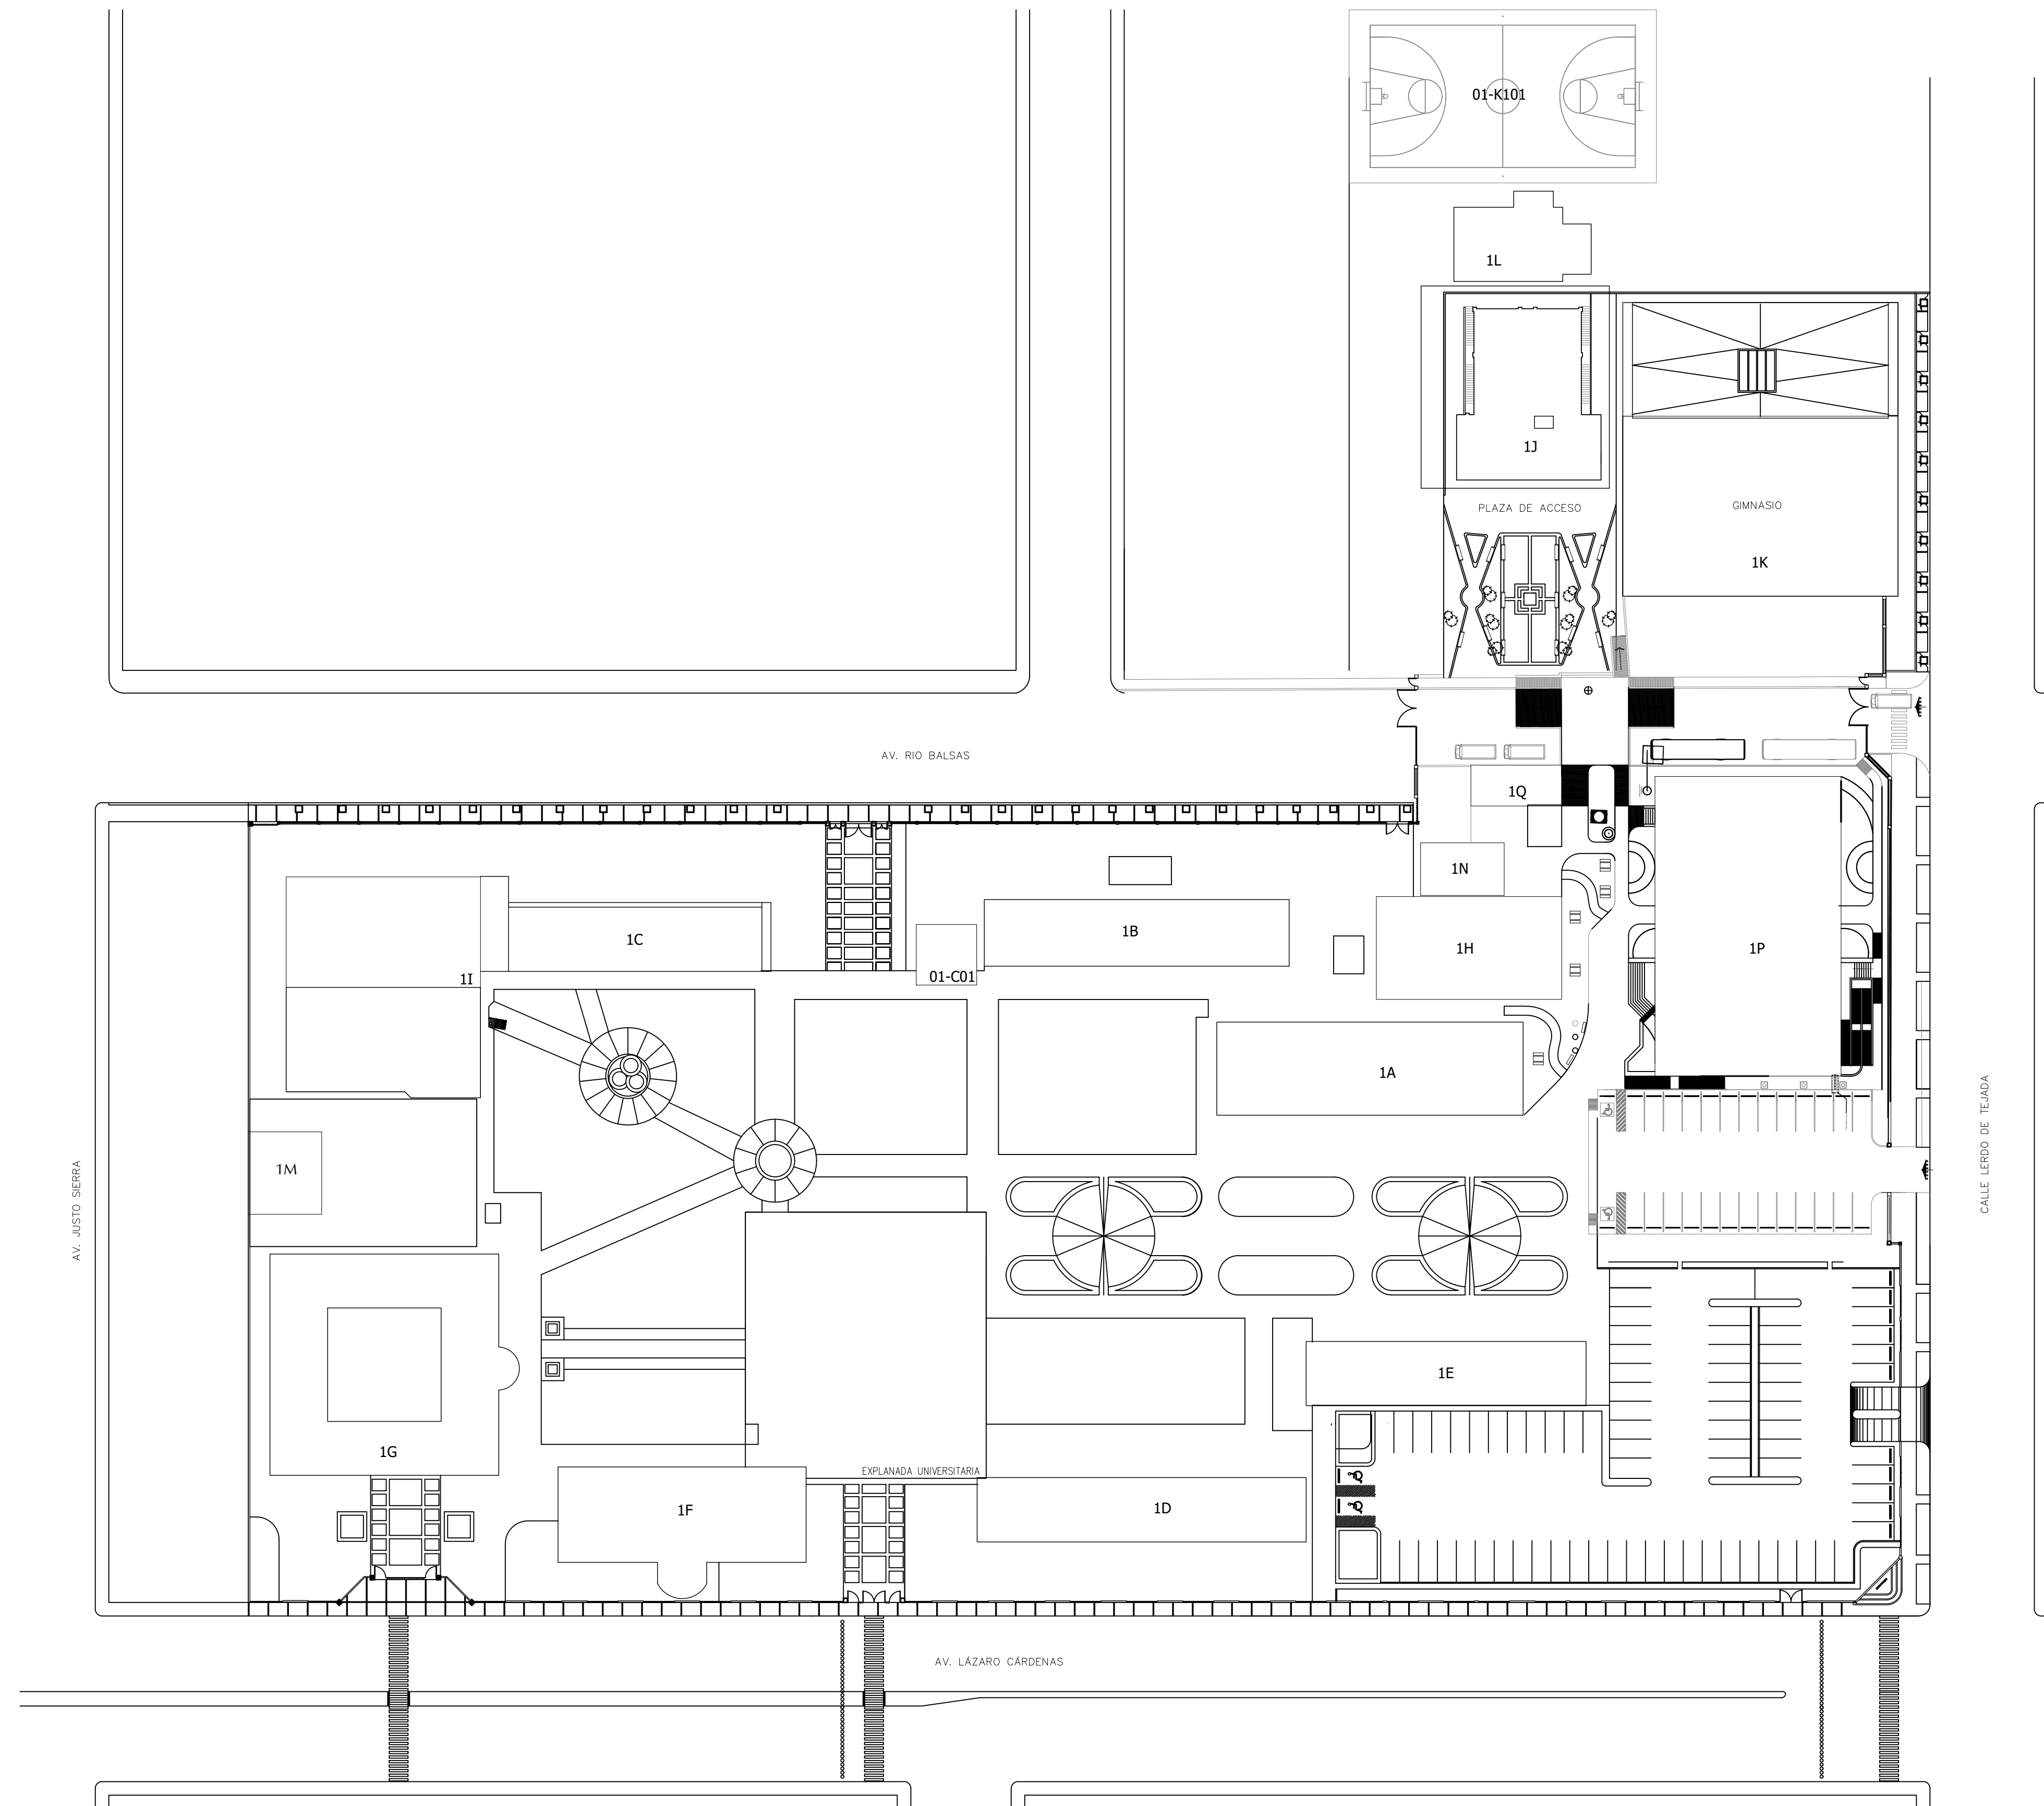 01-K101
1L
1J
PLAZA DE ACCESO
GIMNASIO
1K
AV. RIO BALSAS
1Q
1N
1C
1B
1H
1P
1I
01-C01
1A
1M
AV. JUSTO SIERRA
CALLE LERDO DE TEJADA
1E
1G
EXPLANADA UNIVERSITARIA
1F
1D
AV. LÁZARO CÁRDENAS